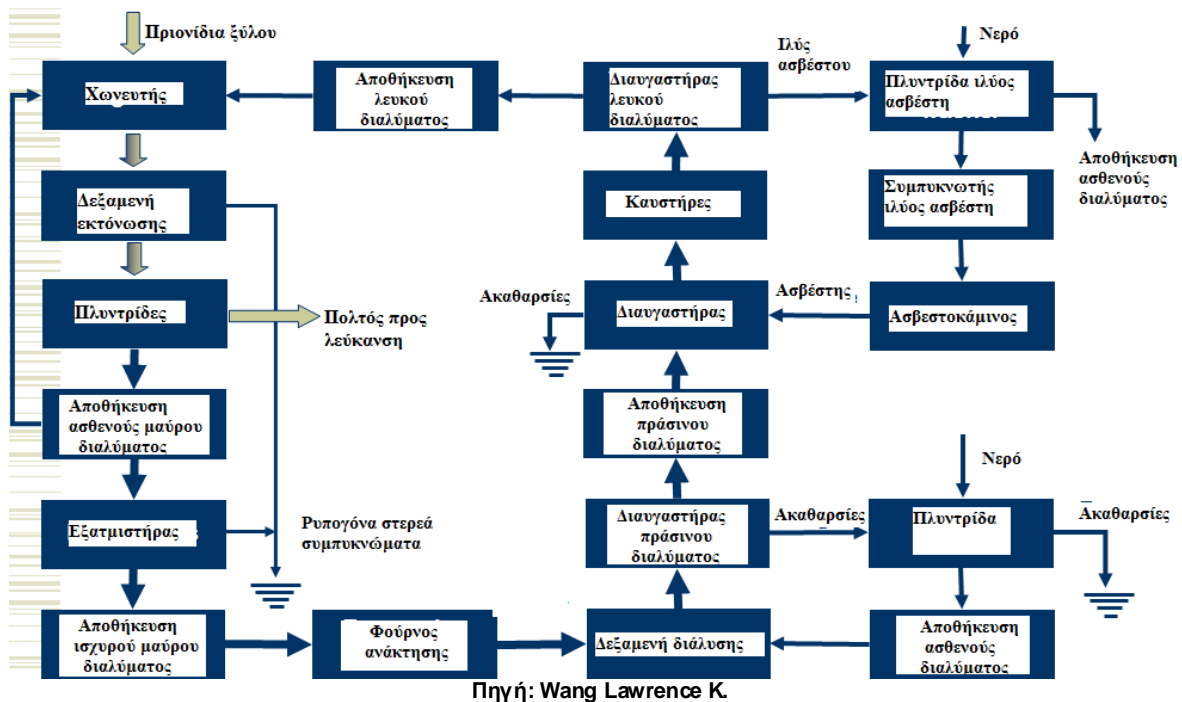 Πριονίδια ξύλου
Χωνευτής
Αποθήκευση
λευκού
διαλύματος
Διαυγαστήρας
λευκού
διαλύματος
Ιλύς
ασβέστου
Νερό
Πλυντρίδα ιλύος
ασβέστη
Αποθήκευση
ασθενούς
διαλύματος
Δεξαμενή
εκτόνωσης
Καυστήρες
Συμπυκνωτής
ιλύος ασβέστη
Πλυντρίδες
Πολτός προς
λεύκανση
Ακαθαρσίες
Διαυγαστήρας
Ασβέστης
Ασβεστοκάμινος
Αποθήκευση
ασθενούς μαύρου
διαλύματος
Αποθήκευση
πράσινου
διαλύματος
Νερό
Εξατμιστήρας
Ρυπογόνα στερεά
συμπυκνώματα
Διαυγαστήρας
πράσινου
διαλύματος
Ακαθαρσίες
Πλυντρίδα
Ακαθαρσίες
Αποθήκευση
ισχυρού μαύρου
διαλύματος
Φούρνος
ανάκτησης
Δεξαμενή διάλυσης
Αποθήκευση
ασθενούς
διαλύματος
Πηγή: Wang Lawrence K.